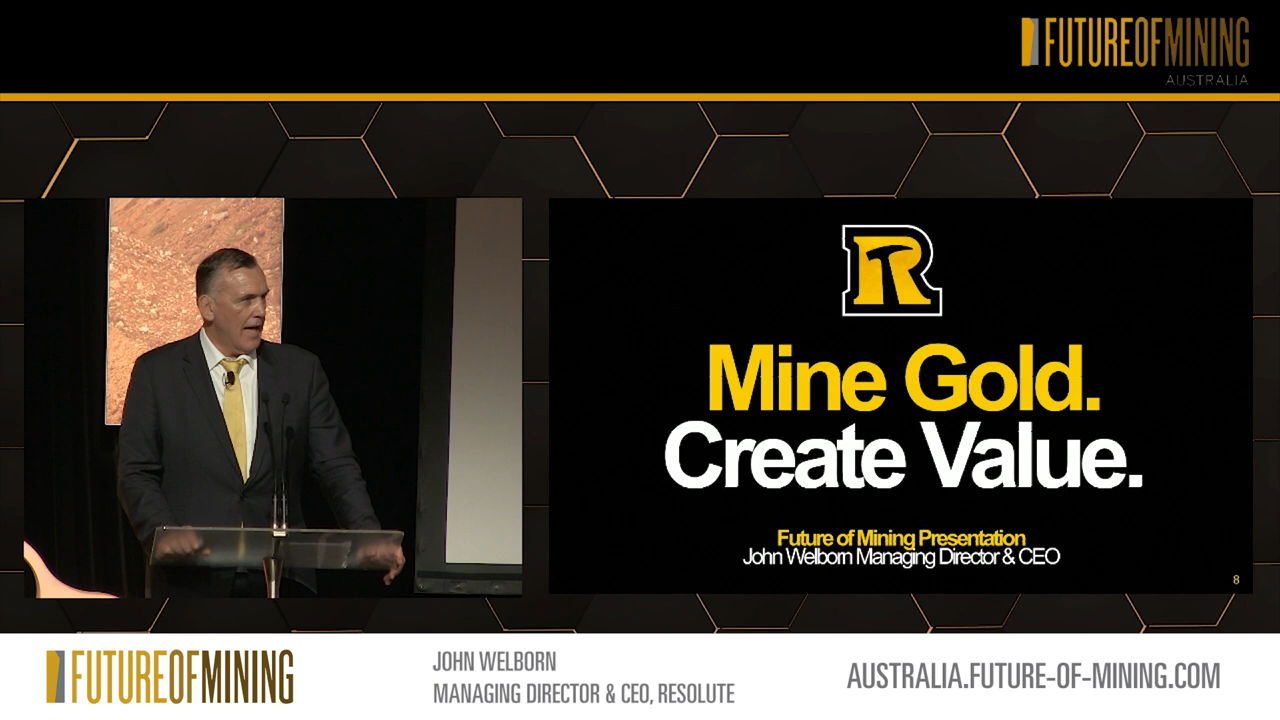 FUTUREOFMINING
AUSTRALIA
R
Mine Gold.
Create Value.
Future of Mining Presentation
John Welborn Managing Director & CEO
8
FUTUREOFMINING
JOHN WELBORN
MANAGING DIRECTOR & CEO, RESOLUTE
AUSTRALIA.FUTURE-OF-MINING.COM